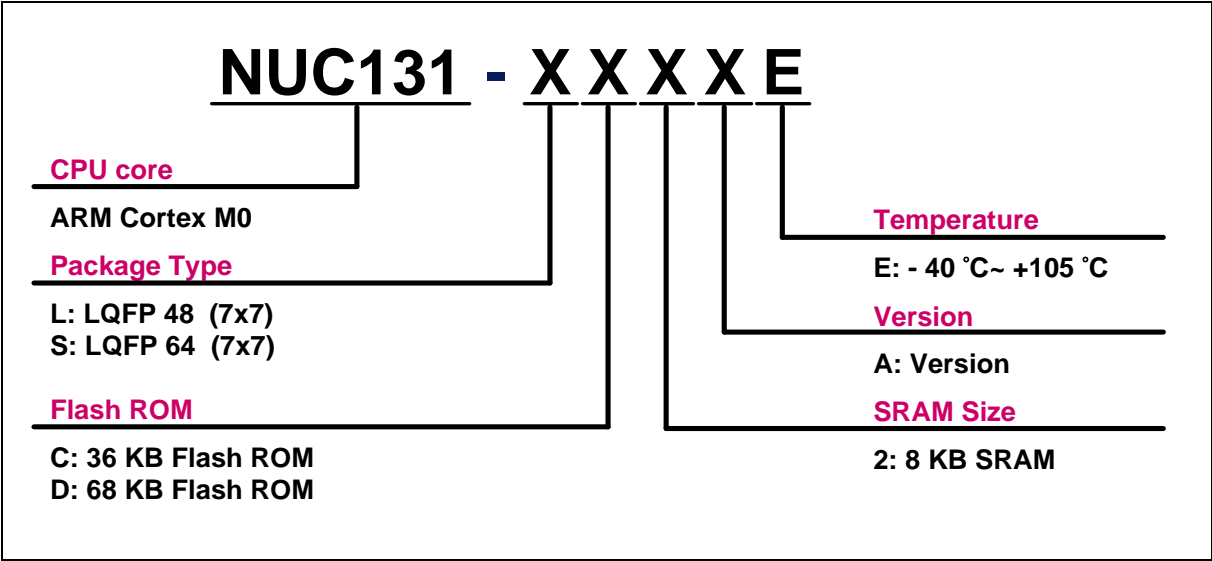 NUC131 - X X X X E
CPU core
ARM Cortex M0
Package Type
L: LQFP 48 (7x7)
S: LQFP 64 (7x7)
Flash ROM
C: 36 KB Flash ROM
D: 68 KB Flash ROM
Temperature
E: - 40 ˚C~ +105 ˚C
Version
A: Version
SRAM Size
2: 8 KB SRAM